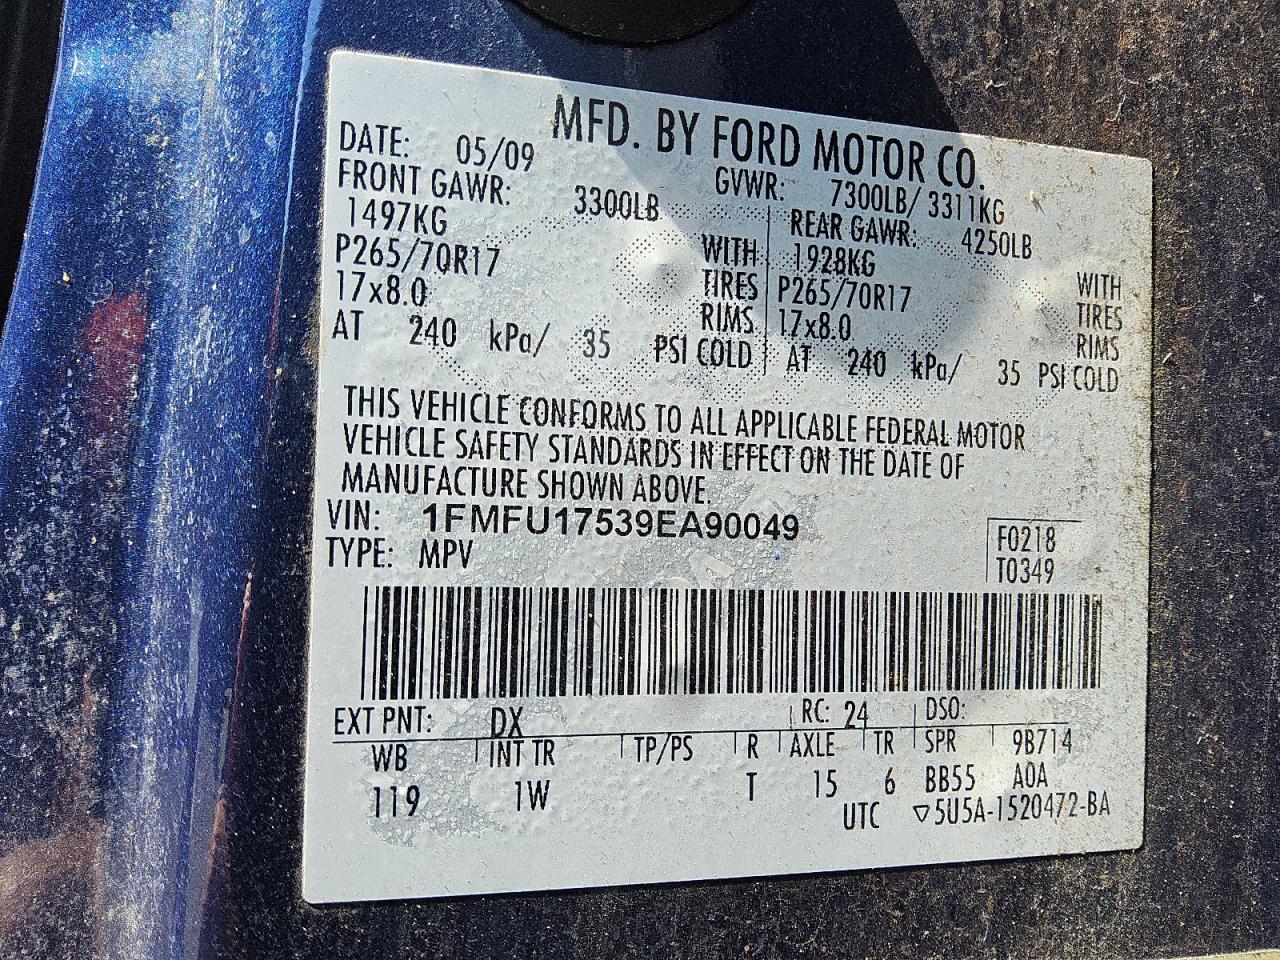 MFD. BY FORD MOTOR CO.
DATE: 05/09 GVWR: 7300LB/ 3311KG
FRONT GAWR: 3300LB REAR GAWR: 4250LB
1497KG WITH 1928KG WITH
P265/70R17 TIRES P265/70R17 TIRES
17x8.0 RIMS 17x8.0 RIMS
AT 240 kPa/ 35 PSI COLD AT 240 kPa/ 35 PSI COLD
THIS VEHICLE CONFORMS TO ALL APPLICABLE FEDERAL MOTOR
VEHICLE SAFETY STANDARDS IN EFFECT ON THE DATE OF
MANUFACTURE SHOWN ABOVE.
VIN: 1FMFU17539EA90049 F0218
TYPE: MPV T0349
EXT PNT: DX RC: 24 DSO:
WB INT TR TP/PS R AXLE TR SPR 9B714
119 1W T 15 6 BB55 A0A
UTC ▽5U5A-1520472-BA